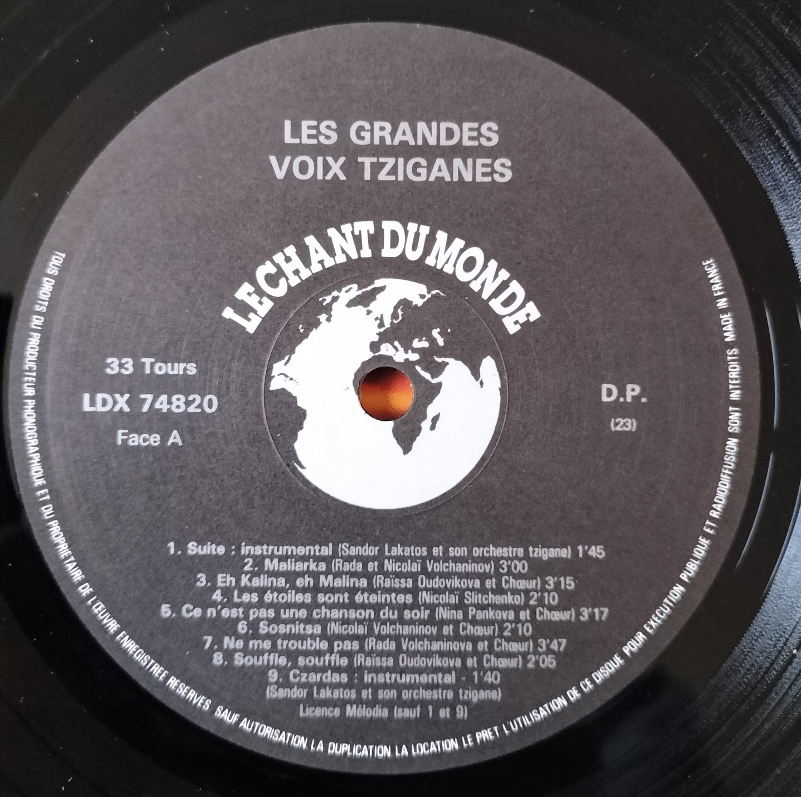 LES GRANDES
VOIX TZIGANES
LE CHANT DU MONDE
33 Tours
LDX 74820
Face A
D.P.
(23)
1. Suite : instrumental (Sandor Lakatos et son orchestre tzigane) 1'45
2. Maliarka (Rada et Nicolaï Volchaninov) 3'00
3. Eh Kalina, eh Malina (Raïssa Oudovikova et Chœur) 3'15
4. Les étoiles sont éteintes (Nicolaï Slitchenko) 2'10
5. Ce n'est pas une chanson du soir (Nina Pankova et Chœur) 3'17
6. Sosnitsa (Nicolaï Volchaninov et Chœur) 2'10
7. Ne me trouble pas (Rada Volchaninova et Chœur) 3'47
8. Souffle, souffle (Raïssa Oudovikova et Chœur) 2'05
9. Czardas : instrumental - 1'40
(Sandor Lakatos et son orchestre tzigane)
Licence Mélodia (sauf 1 et 9)
TOUS DROITS DU PRODUCTEUR PHONOGRAPHIQUE ET DU PROPRIETAIRE DE L'ŒUVRE ENREGISTREE RESERVES SAUF AUTORISATION LA DUPLICATION LA LOCATION LE PRET L'UTILISATION DE CE DISQUE POUR EXECUTION PUBLIQUE ET RADIODIFFUSION SONT INTERDITS MADE IN FRANCE